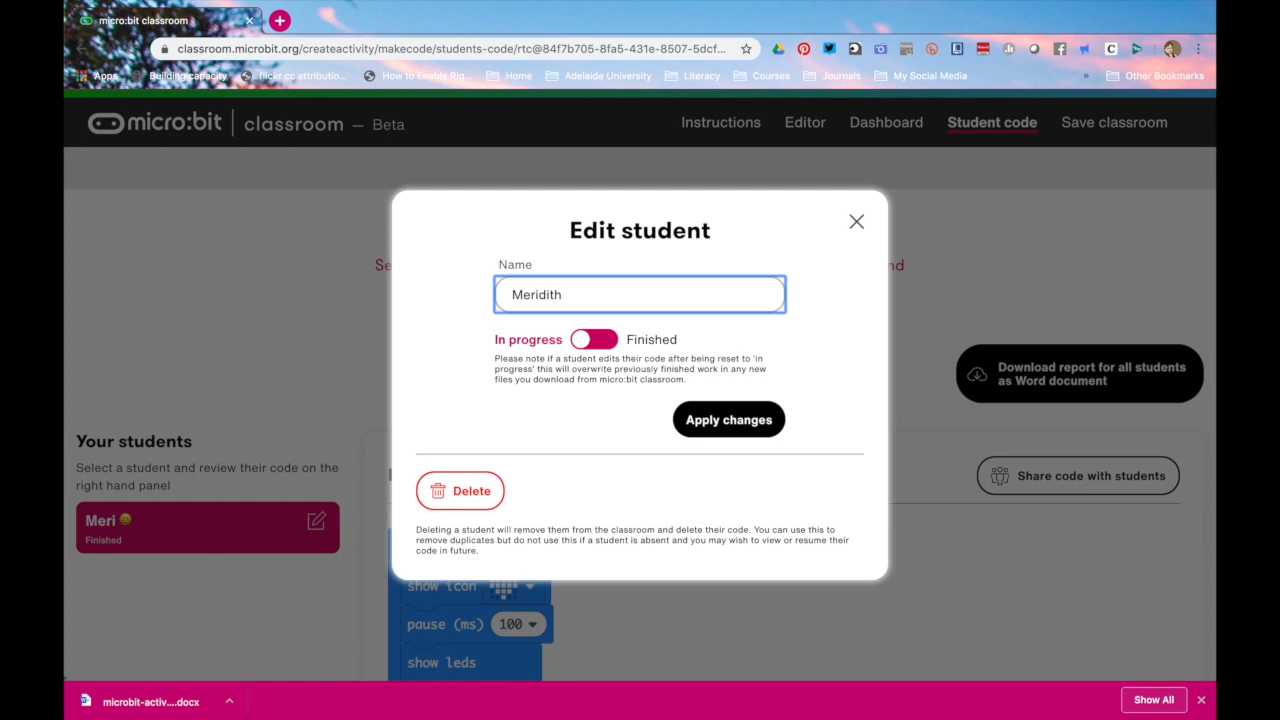 micro:bit classroom
classroom.microbit.org/createactivity/makecode/students-code/rtc@84f7b705-8fa5-431e-8507-5dcf...
Apps
Building capacity
flickr cc attributio...
How to Enable Rig...
Home
Adelaide University
Literacy
Courses
Journals
My Social Media
»
Other Bookmarks
micro:bit classroom — Beta
Instructions
Editor
Dashboard
Student code
Save classroom
Edit student
Name
Meridith
In progress
Finished
Please note if a student edits their code after being reset to 'in
progress' this will overwrite previously finished work in any new
files you download from micro:bit classroom.
Apply changes
Delete
Deleting a student will remove them from the classroom and delete their code. You can use this to
remove duplicates but do not use this if a student is absent and you may wish to view or resume their
code in future.
Download report for all students
as Word document
Your students
Select a student and review their code on the
right hand panel
Meri
Finished
Share code with students
show icon
pause (ms) 100
show leds
microbit-activ....docx
Show All